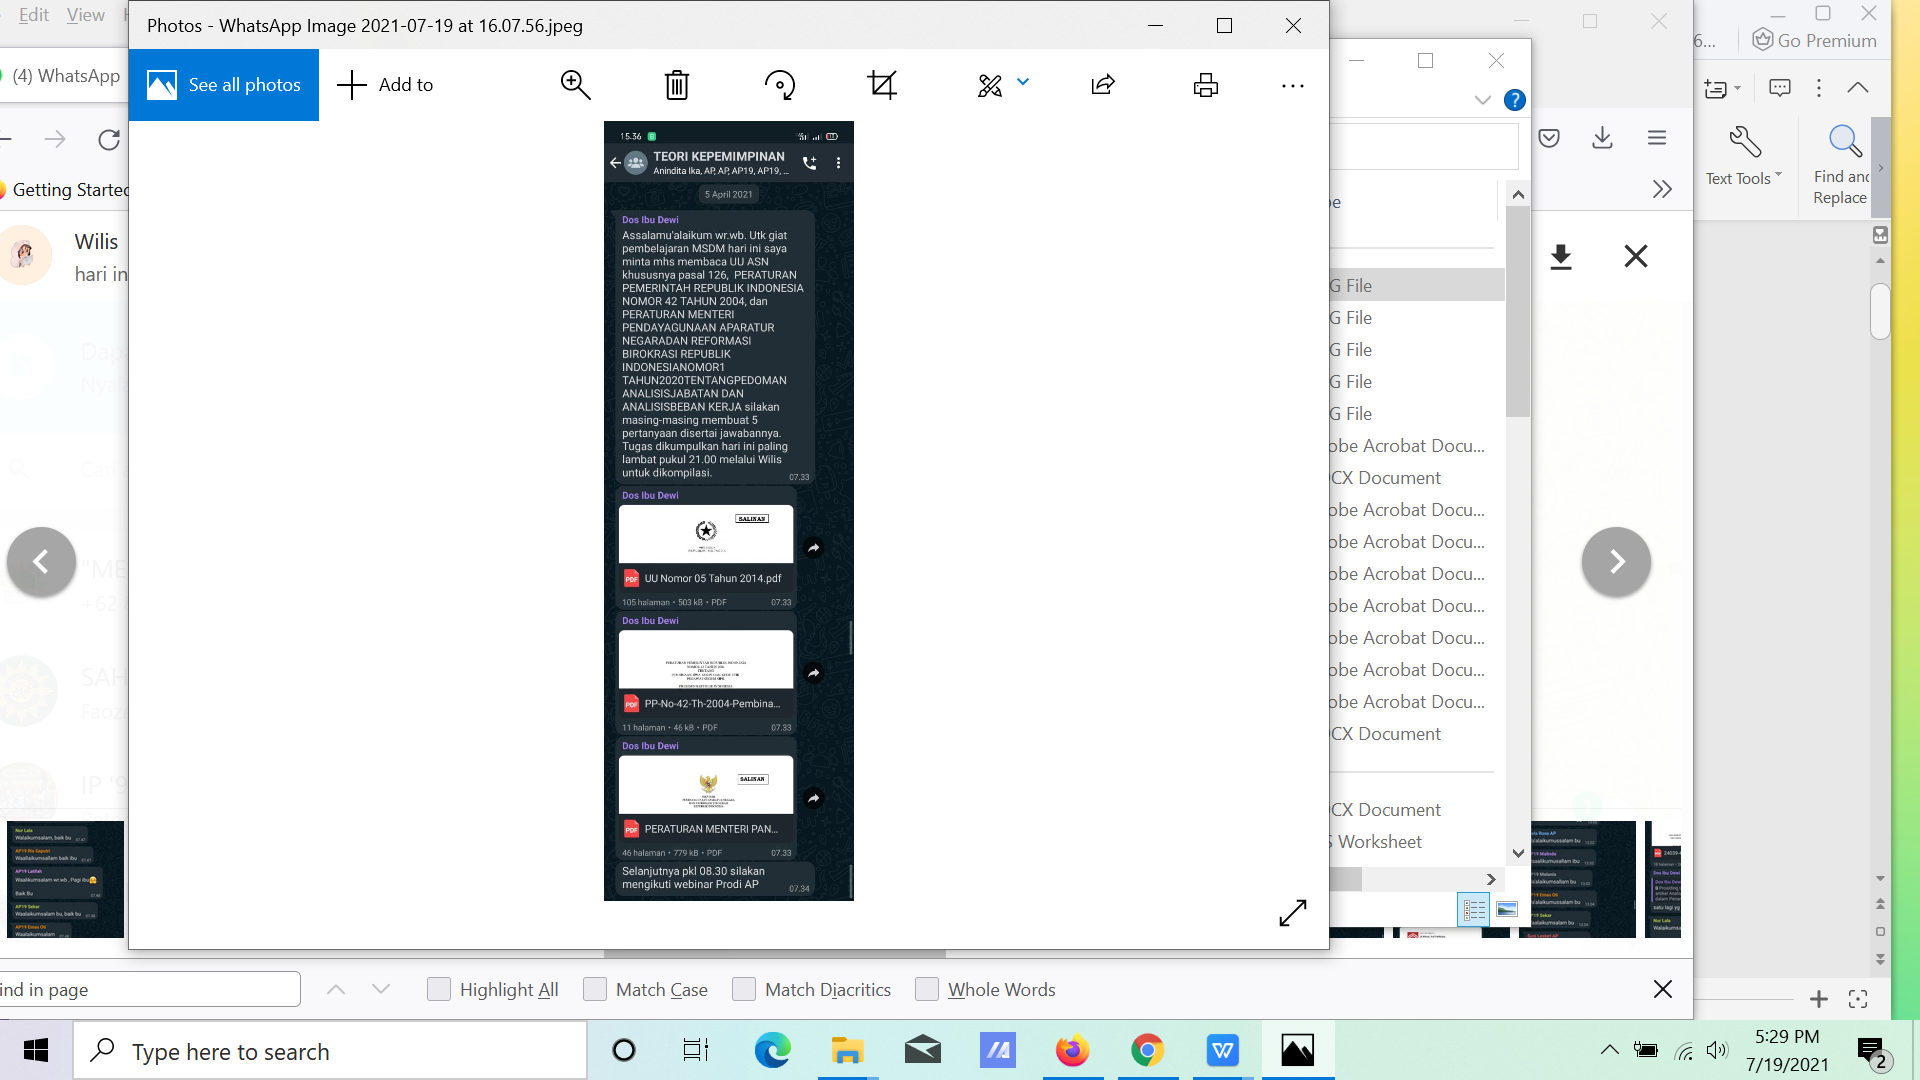 Edit View
Photos - WhatsApp Image 2021-07-19 at 16.07.56.jpeg
Go Premium
(4) WhatsApp
See all photos
Add to
Getting Started
Text Tools
Find and
Replace
Wilis
hari in
15.36
TEORI KEPEMIMPINAN
Anindita Ika, AP, AP, AP19, AP19, ...
5 April 2021
Dos Ibu Dewi
Assalamu'alaikum wr.wb. Utk giat
pembelajaran MSDM hari ini saya
minta mhs membaca UU ASN
khususnya pasal 126, PERATURAN
PEMERINTAH REPUBLIK INDONESIA
NOMOR 42 TAHUN 2004, dan
PERATURAN MENTERI
PENDAYAGUNAAN APARATUR
NEGARADAN REFORMASI
BIROKRASI REPUBLIK
INDONESIANOMOR1
TAHUN2020TENTANGPEDOMAN
ANALISISJABATAN DAN
ANALISISBEBAN KERJA silakan
masing-masing membuat 5
pertanyaan disertai jawabannya.
Tugas dikumpulkan hari ini paling
lambat pukul 21.00 melalui Wilis
untuk dikompilasi.
07.33
Dos Ibu Dewi
SALINAN
UU Nomor 05 Tahun 2014.pdf
105 halaman • 503 kB • PDF 07.33
Dos Ibu Dewi
PP-No-42-Th-2004-Pembina...
11 halaman • 46 kB • PDF 07.33
Dos Ibu Dewi
SALINAN
PERATURAN MENTERI PAN...
46 halaman • 779 kB • PDF 07.33
Selanjutnya pkl 08.30 silakan
mengikuti webinar Prodi AP 07.34
pe
G File
G File
G File
G File
G File
obe Acrobat Docu...
CX Document
obe Acrobat Docu...
obe Acrobat Docu...
obe Acrobat Docu...
obe Acrobat Docu...
obe Acrobat Docu...
obe Acrobat Docu...
obe Acrobat Docu...
CX Document
CX Document
S Worksheet
ind in page
Highlight All
Match Case
Match Diacritics
Whole Words
Type here to search
5:29 PM
7/19/2021
2